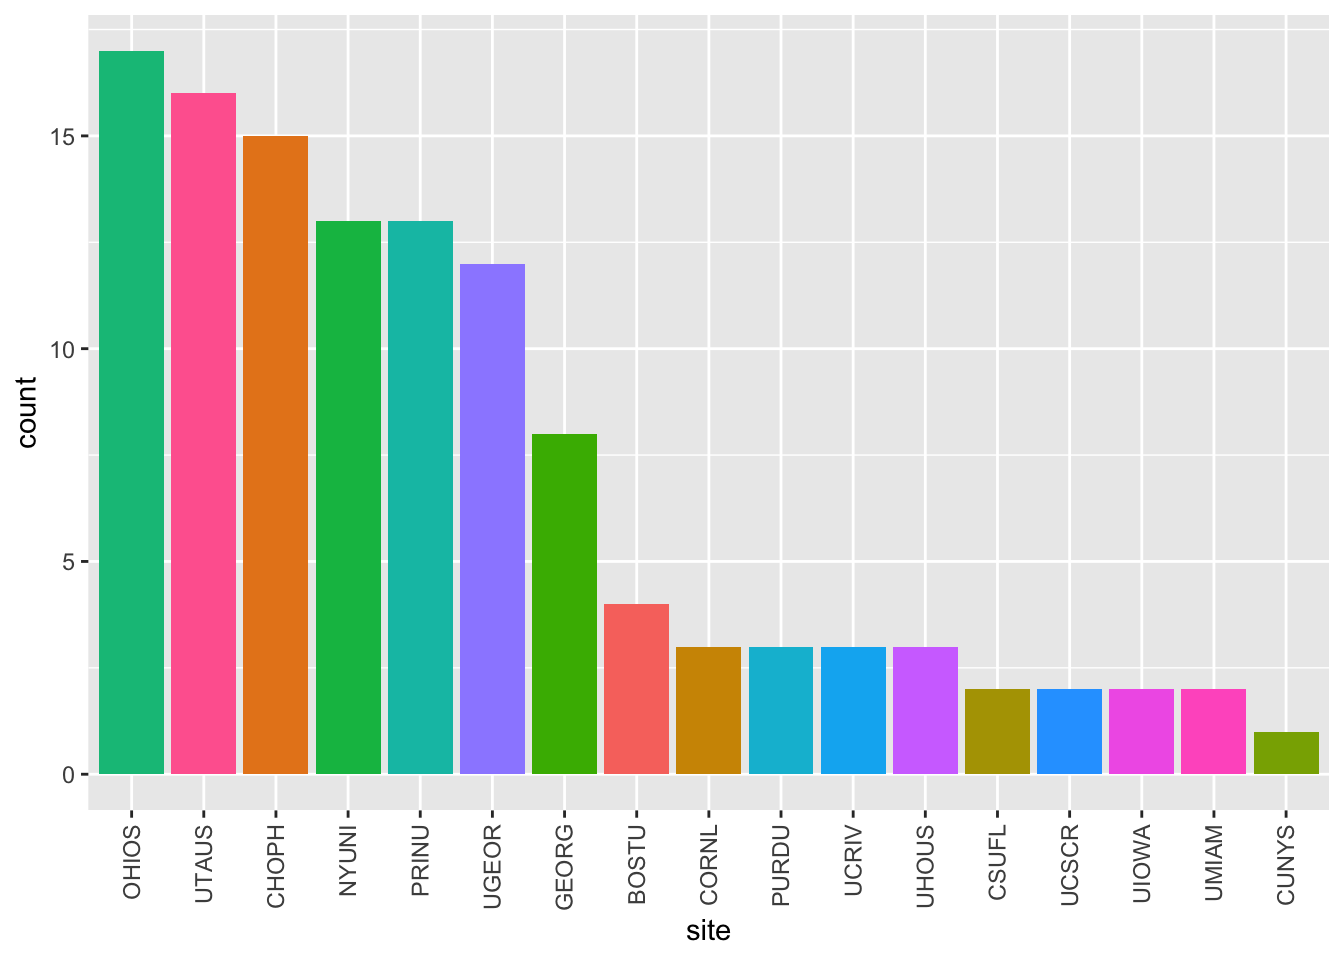 15
10
5
0
count
OHIOS
UTAUS
CHOPH
NYUNI
PRINU
UGEOR
GEORG
BOSTU
CORNL
PURDU
UCRIV
UHOUS
CSUFL
UCSCR
UIOWA
UMIAM
CUNYS
site